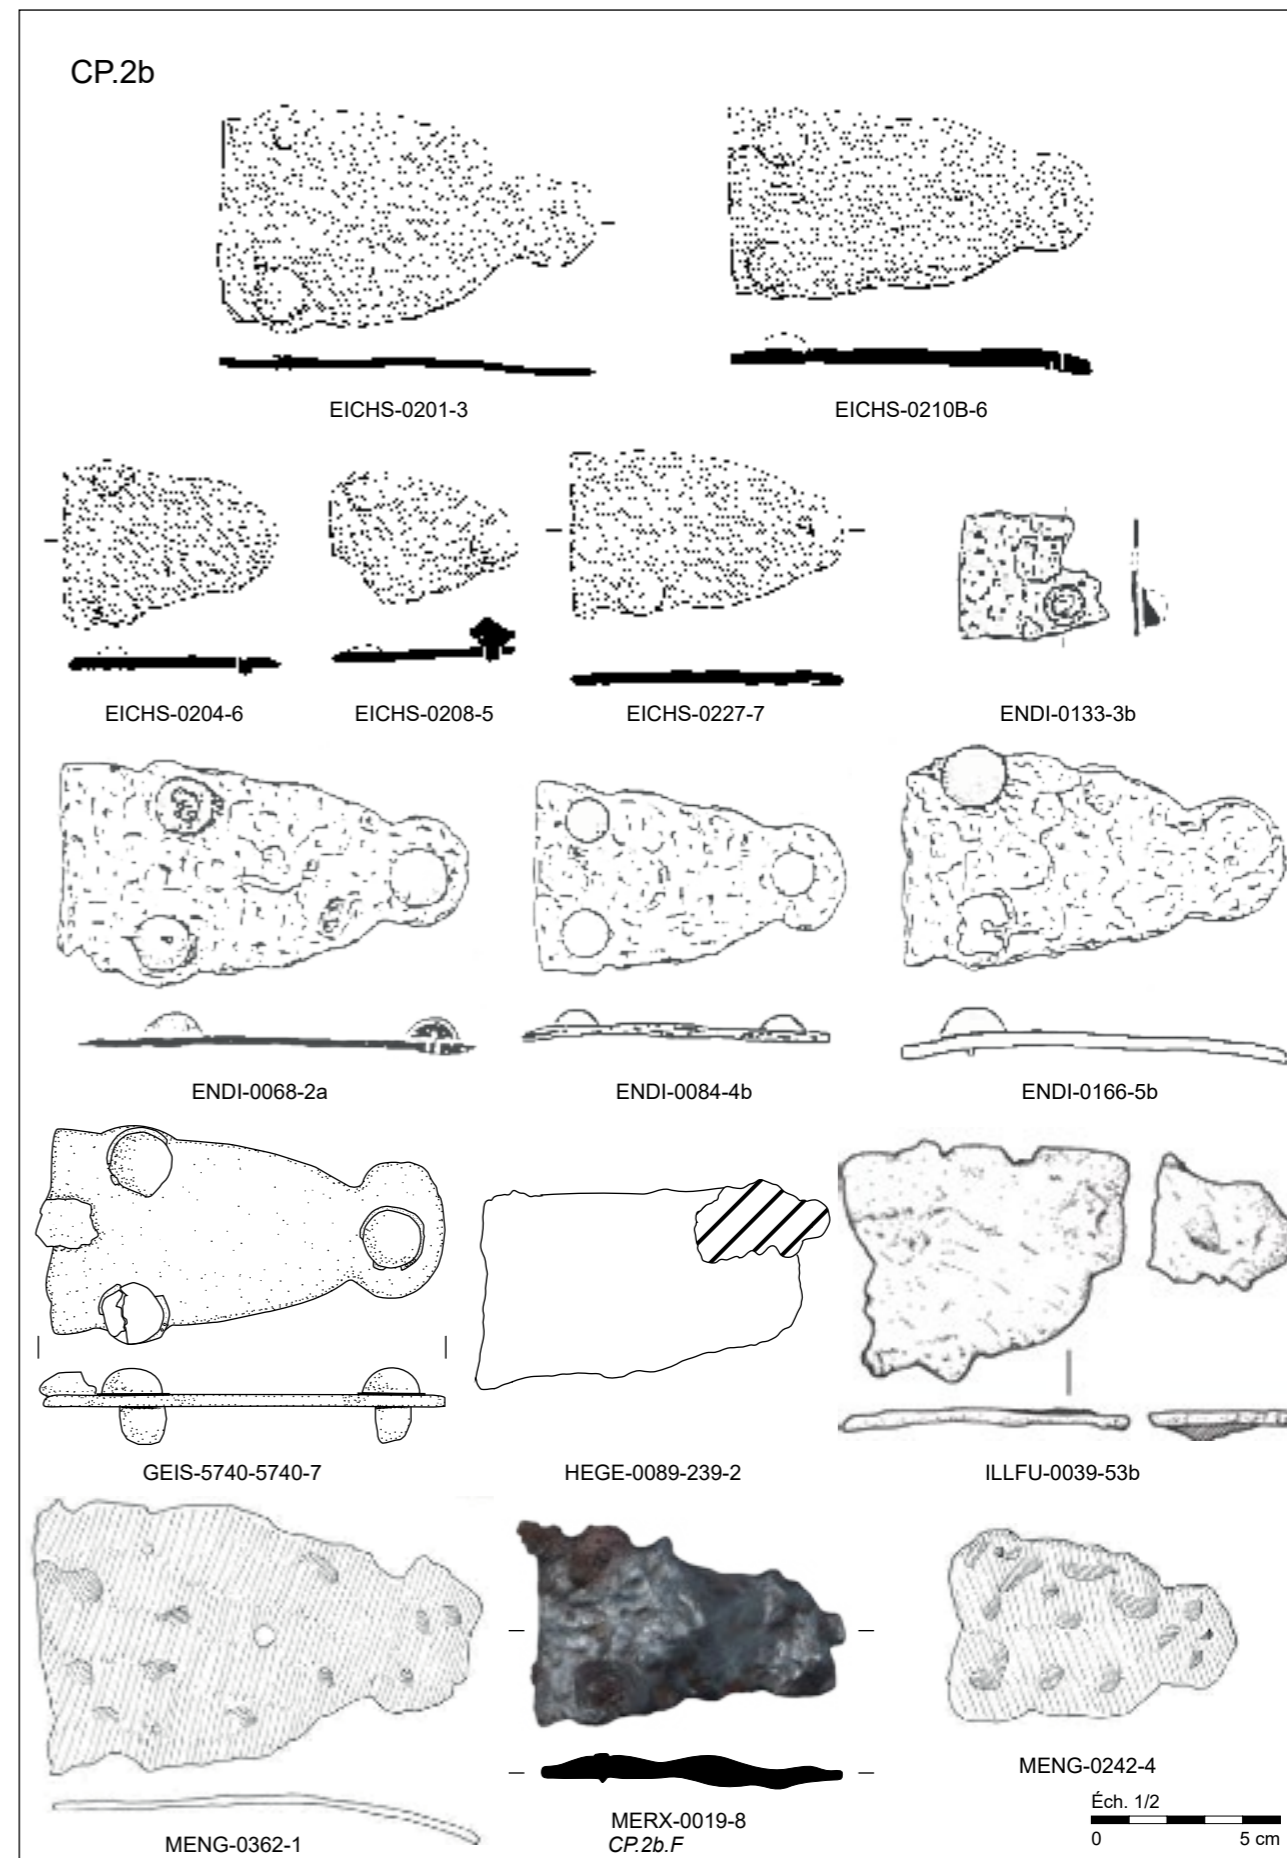 CP.2b
EICHS-0201-3
EICHS-0210B-6
EICHS-0204-6
EICHS-0208-5
EICHS-0227-7
ENDI-0133-3b
ENDI-0068-2a
ENDI-0084-4b
ENDI-0166-5b
GEIS-5740-5740-7
HEGE-0089-239-2
ILLFU-0039-53b
MENG-0362-1
MERX-0019-8
CP.2b.F
MENG-0242-4
Éch. 1/2
0 5 cm